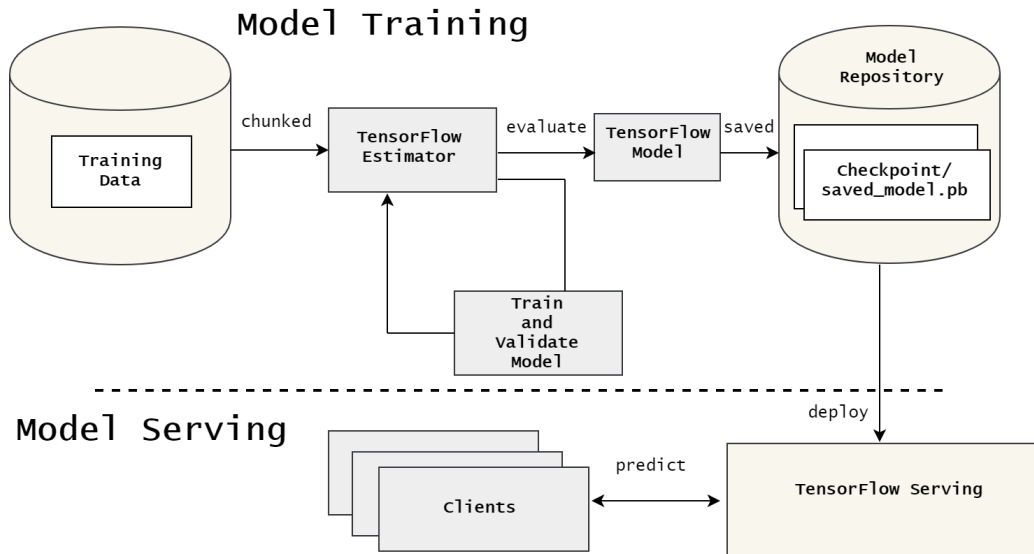 Model Training
Training
Data
chunked
TensorFlow
Estimator
evaluate
TensorFlow
Model
saved
Model
Repository
Checkpoint/
saved_model.pb
Train
and
Validate
Model
Model Serving
deploy
Clients
predict
TensorFlow Serving